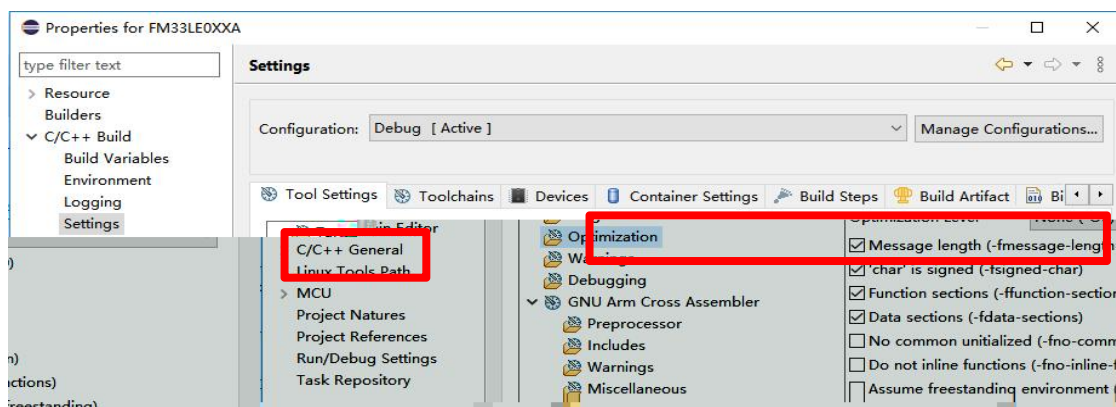 Properties for FM33LE0XXA
type filter text
Settings
Resource
Builders
C/C++ Build
Build Variables
Environment
Logging
Settings
Configuration: Debug [ Active ]
Manage Configurations...
Tool Settings Toolchains Devices Container Settings Build Steps Build Artifact Bi
Editor
C/C++ General
Linux Tools Path
MCU
Project Natures
Project References
Run/Debug Settings
Task Repository
Optimization
Debugging
GNU Arm Cross Assembler
Preprocessor
Includes
Warnings
Miscellaneous
Message length (-fmessage-length
'char' is signed (-fsigned-char)
Function sections (-ffunction-section
Data sections (-fdata-sections)
No common unitialized (-fno-comm
Do not inline functions (-fno-inline-f
Assume freestanding environment (